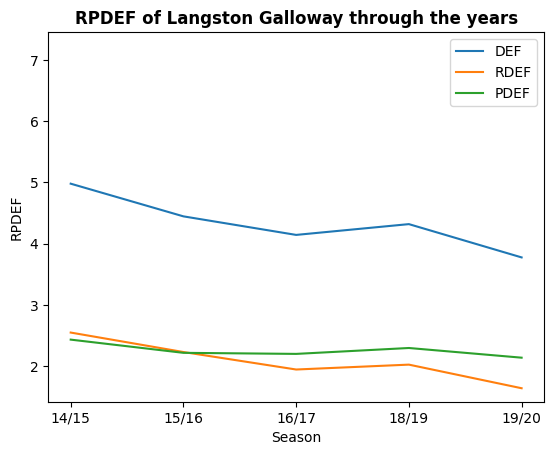 RPDEF of Langston Galloway through the years
DEF
RDEF
PDEF
7
6
5
4
3
2
RPDEF
14/15 15/16 16/17 18/19 19/20
Season